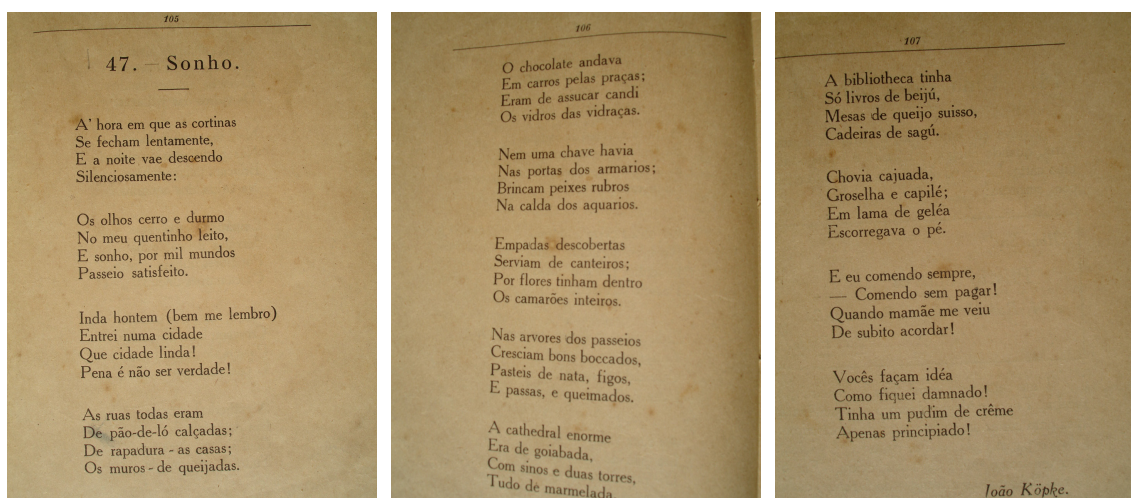 105
47. — Sonho.
A' hora em que as cortinas
Se fecham lentamente,
E a noite vae descendo
Silenciosamente:
Os olhos cerro e durmo
No meu quentinho leito,
E sonho, por mil mundos
Passeio satisfeito.
Inda hontem (bem me lembro)
Entrei numa cidade
Que cidade linda!
Pena é não ser verdade!
As ruas todas eram
De pão-de-ló calçadas;
De rapadura - as casas;
Os muros - de queijadas.
106
O chocolate andava
Em carros pelas praças;
Eram de assucar candi
Os vidros das vidraças.
Nem uma chave havia
Nas portas dos armarios;
Brincam peixes rubros
Na calda dos aquarios.
Empadas descobertas
Serviam de canteiros;
Por flores tinham dentro
Os camarões inteiros.
Nas arvores dos passeios
Cresciam bons boccados,
Pasteis de nata, figos,
E passas, e queimados.
A cathedral enorme
Era de goiabada,
Com sinos e duas torres,
Tudo de marmelada
107
A bibliotheca tinha
Só livros de beijú,
Mesas de queijo suisso,
Cadeiras de sagú.
Chovia cajuada,
Groselha e capilé;
Em lama de geléa
Escorregava o pé.
E eu comendo sempre,
— Comendo sem pagar!
Quando mamãe me veiu
De subito acordar!
Vocês façam idéa
Como fiquei damnado!
Tinha um pudim de crême
Apenas principiado!
João Köpke.